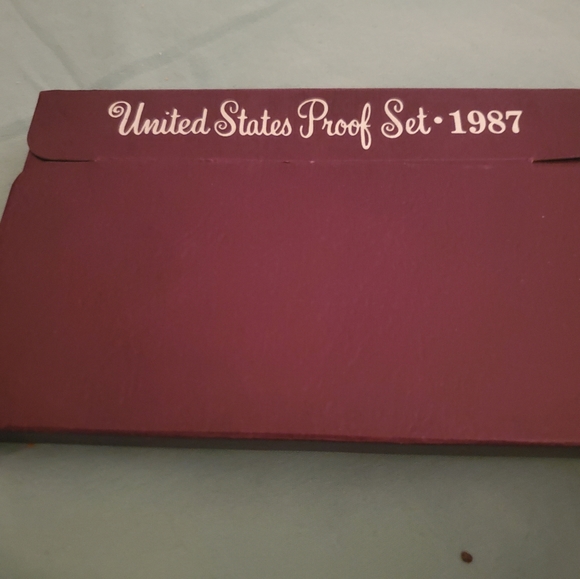 United States Proof Set • 1987